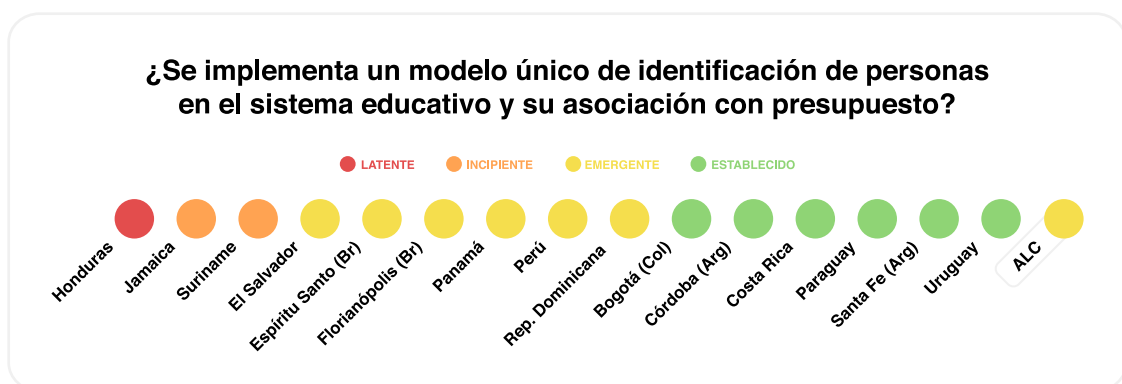 ¿Se implementa un modelo único de identificación de personas
en el sistema educativo y su asociación con presupuesto?
LATENTE
INCIPIENTE
EMERGENTE
ESTABLECIDO
Honduras
Jamaica
Suriname
El Salvador
Espíritu Santo (Br)
Florianópolis (Br)
Panamá
Perú
Rep. Dominicana
Bogotá (Col)
Córdoba (Arg)
Costa Rica
Paraguay
Santa Fe (Arg)
Uruguay
ALC